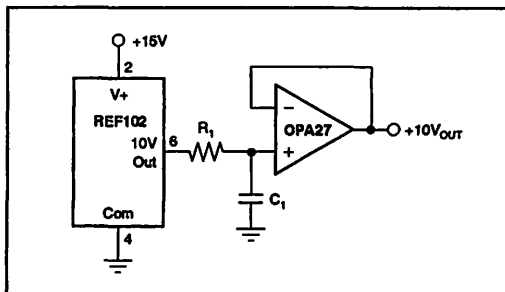 +15V
2
V+
REF102
10V
Out
6
R1
−
OPA27
+
+10VOUT
C1
Com
4